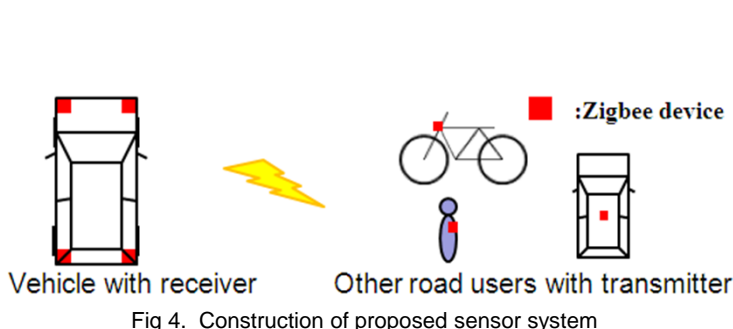 :Zigbee device
Vehicle with receiver
Other road users with transmitter
Fig 4. Construction of proposed sensor system